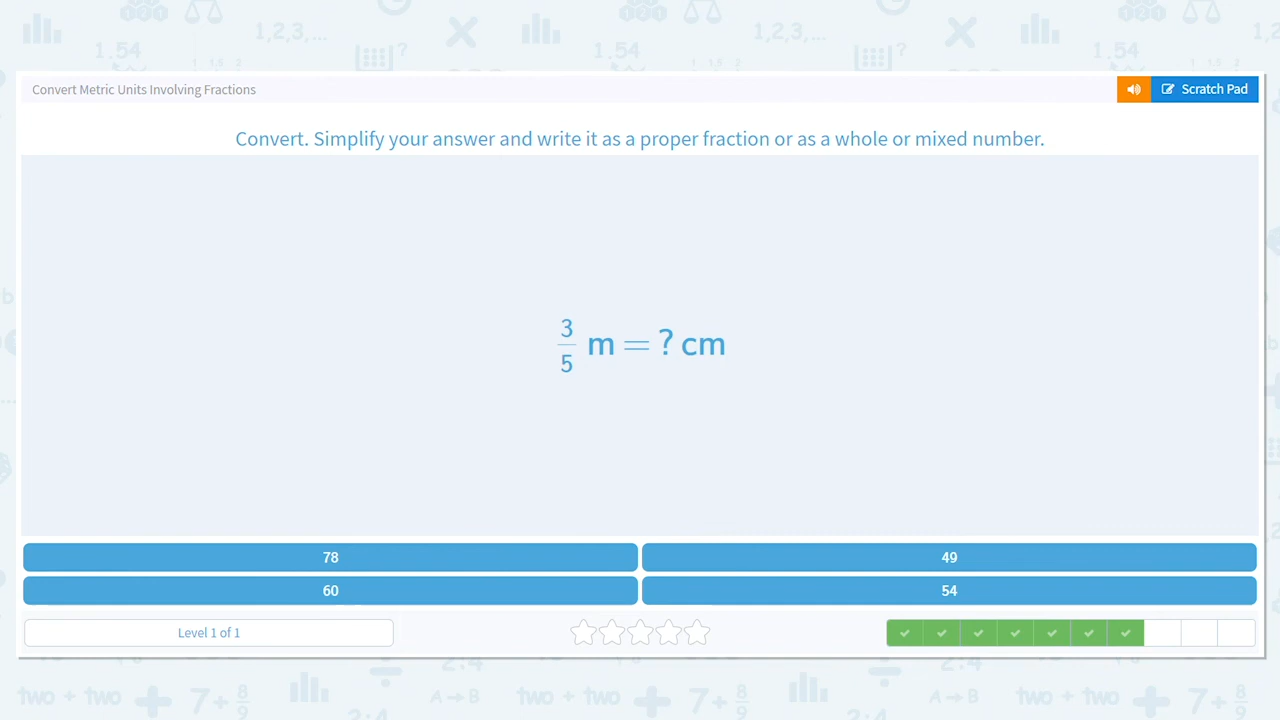 Convert Metric Units Involving Fractions
Scratch Pad
Convert. Simplify your answer and write it as a proper fraction or as a whole or mixed number.
3/5 m = ? cm
78
49
60
54
Level 1 of 1